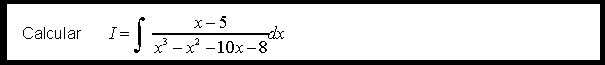 Calcular I = ∫ (x − 5)/(x³ − x² − 10x − 8) dx